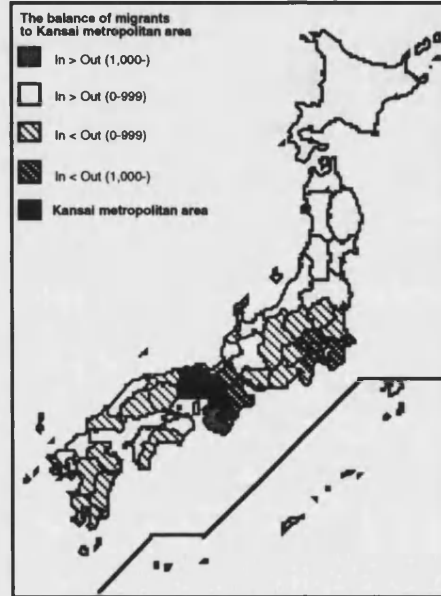 The balance of migrants
to Kansai metropolitan area
In > Out (1,000-)
In > Out (0-999)
In < Out (0-999)
In < Out (1,000-)
Kansai metropolitan area